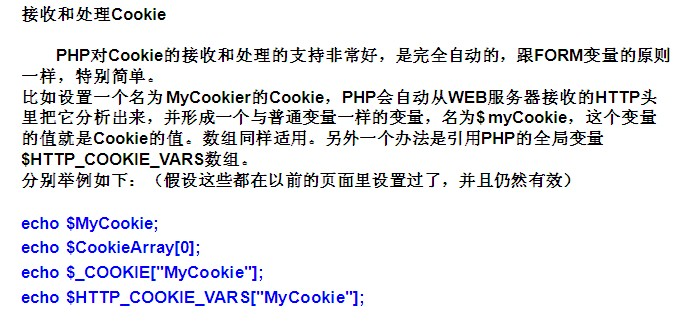 接收和处理Cookie
PHP对Cookie的接收和处理的支持非常好，是完全自动的，跟FORM变量的原则
一样，特别简单。
比如设置一个名为MyCookier的Cookie，PHP会自动从WEB服务器接收的HTTP头
里把它分析出来，并形成一个与普通变量一样的变量，名为$myCookie，这个变量
的值就是Cookie的值。数组同样适用。另外一个办法是引用PHP的全局变量
$HTTP_COOKIE_VARS数组。
分别举例如下：（假设这些都在以前的页面里设置过了，并且仍然有效）
echo $MyCookie;
echo $CookieArray[0];
echo $_COOKIE["MyCookie"];
echo $HTTP_COOKIE_VARS["MyCookie"];